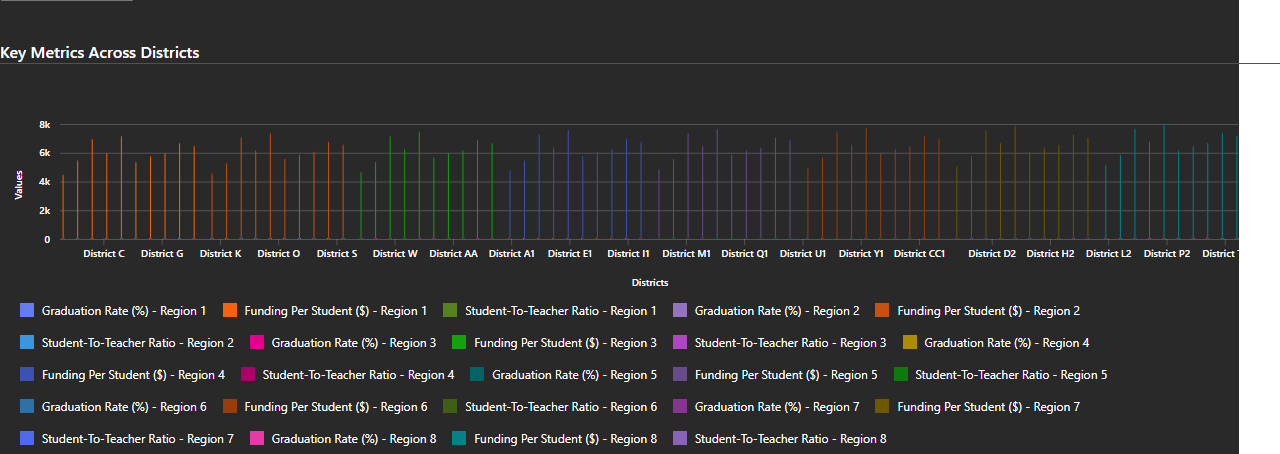 Key Metrics Across Districts
8k
6k
4k
2k
0
Values
District C District G District K District O District S District W District AA District A1 District E1 District I1 District M1 District Q1 District U1 District Y1 District CC1 District D2 District H2 District L2 District P2 District
Districts
Graduation Rate (%) - Region 1 Funding Per Student ($) - Region 1 Student-To-Teacher Ratio - Region 1 Graduation Rate (%) - Region 2 Funding Per Student ($) - Region 2
Student-To-Teacher Ratio - Region 2 Graduation Rate (%) - Region 3 Funding Per Student ($) - Region 3 Student-To-Teacher Ratio - Region 3 Graduation Rate (%) - Region 4
Funding Per Student ($) - Region 4 Student-To-Teacher Ratio - Region 4 Graduation Rate (%) - Region 5 Funding Per Student ($) - Region 5 Student-To-Teacher Ratio - Region 5
Graduation Rate (%) - Region 6 Funding Per Student ($) - Region 6 Student-To-Teacher Ratio - Region 6 Graduation Rate (%) - Region 7 Funding Per Student ($) - Region 7
Student-To-Teacher Ratio - Region 7 Graduation Rate (%) - Region 8 Funding Per Student ($) - Region 8 Student-To-Teacher Ratio - Region 8